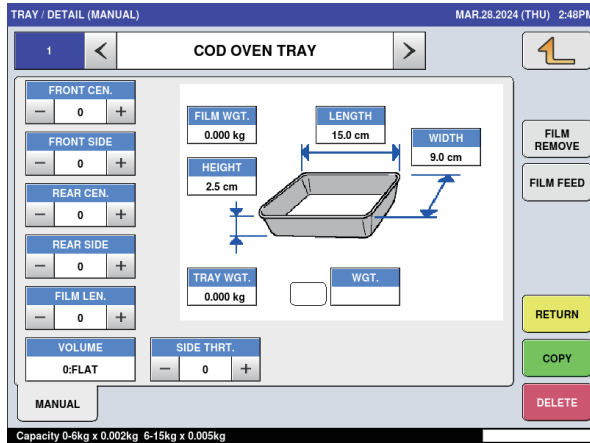 TRAY / DETAIL (MANUAL) MAR.28.2024 (THU) 2:48PM
1 < COD OVEN TRAY >
FRONT CEN.
− 0 +
FRONT SIDE
− 0 +
REAR CEN.
− 0 +
REAR SIDE
− 0 +
FILM LEN.
− 0 +
VOLUME
0:FLAT
SIDE THRT.
− 0 +
FILM WGT.
0.000 kg
LENGTH
15.0 cm
WIDTH
9.0 cm
HEIGHT
2.5 cm
TRAY WGT.
0.000 kg
WGT.
FILM
REMOVE
FILM FEED
RETURN
COPY
DELETE
MANUAL
Capacity 0-6kg x 0.002kg 6-15kg x 0.005kg